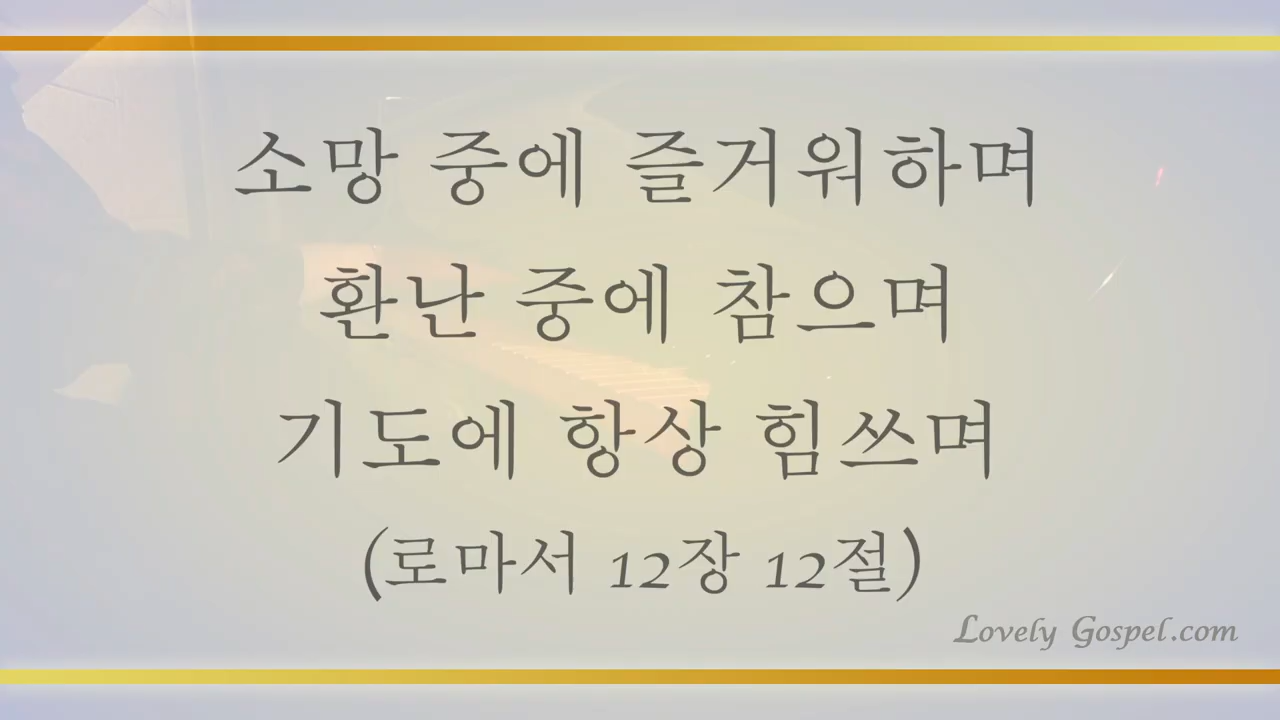 소망 중에 즐거워하며
환난 중에 참으며
기도에 항상 힘쓰며
(로마서 12장 12절)
Lovely Gospel.com